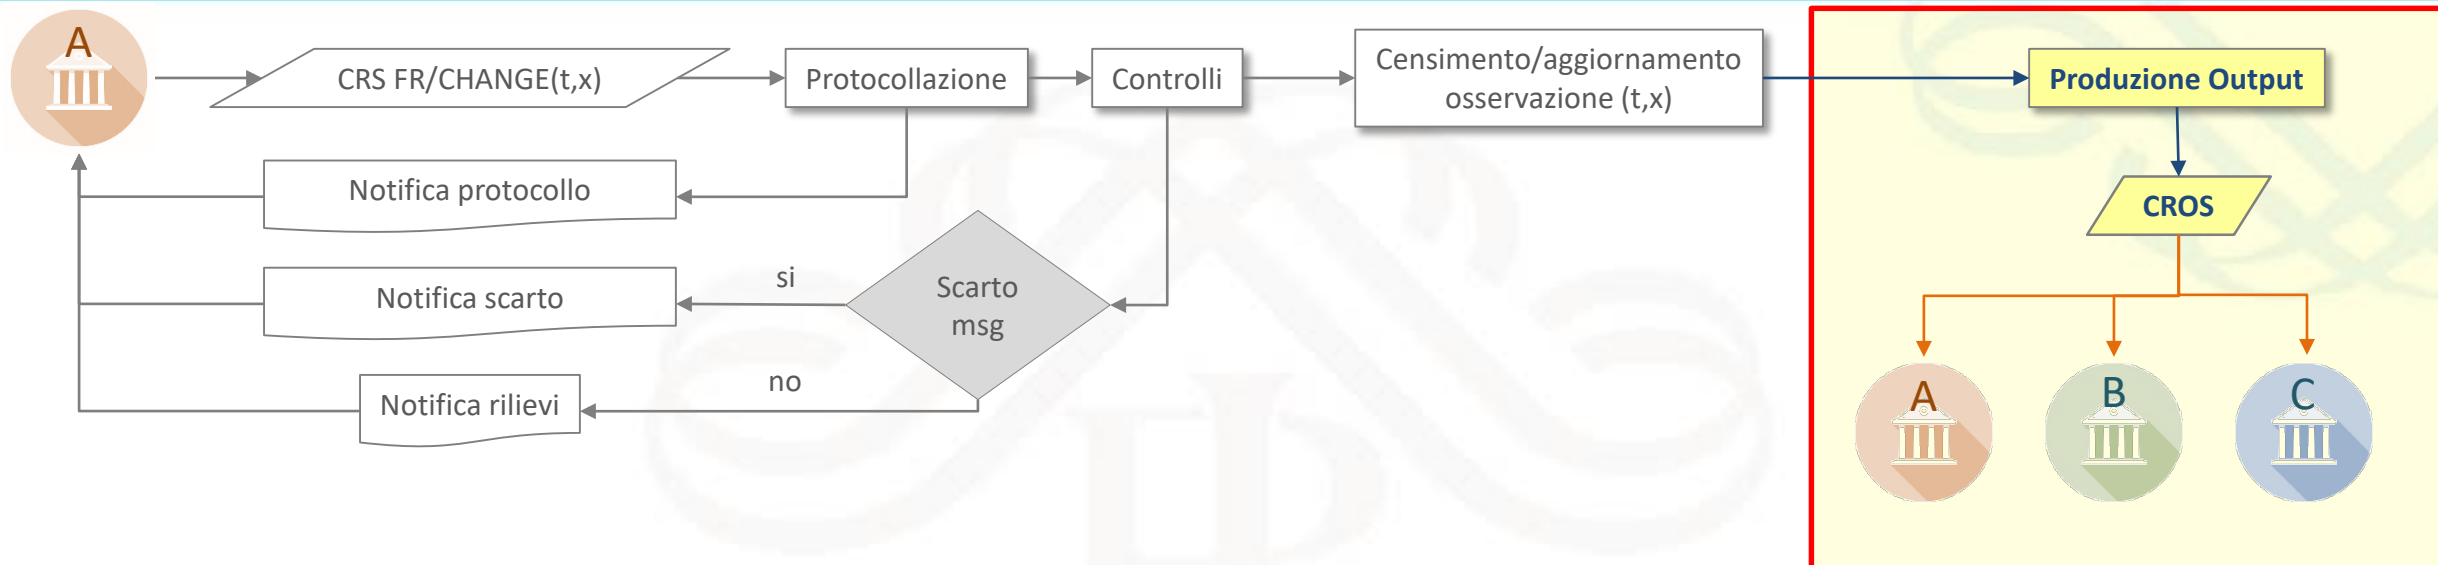 A
CRS FR/CHANGE(t,x)
Protocollazione
Controlli
Censimento/aggiornamento
osservazione (t,x)
Produzione Output
Notifica protocollo
CROS
Notifica scarto
si
Scarto
msg
Notifica rilievi
no
A
B
C